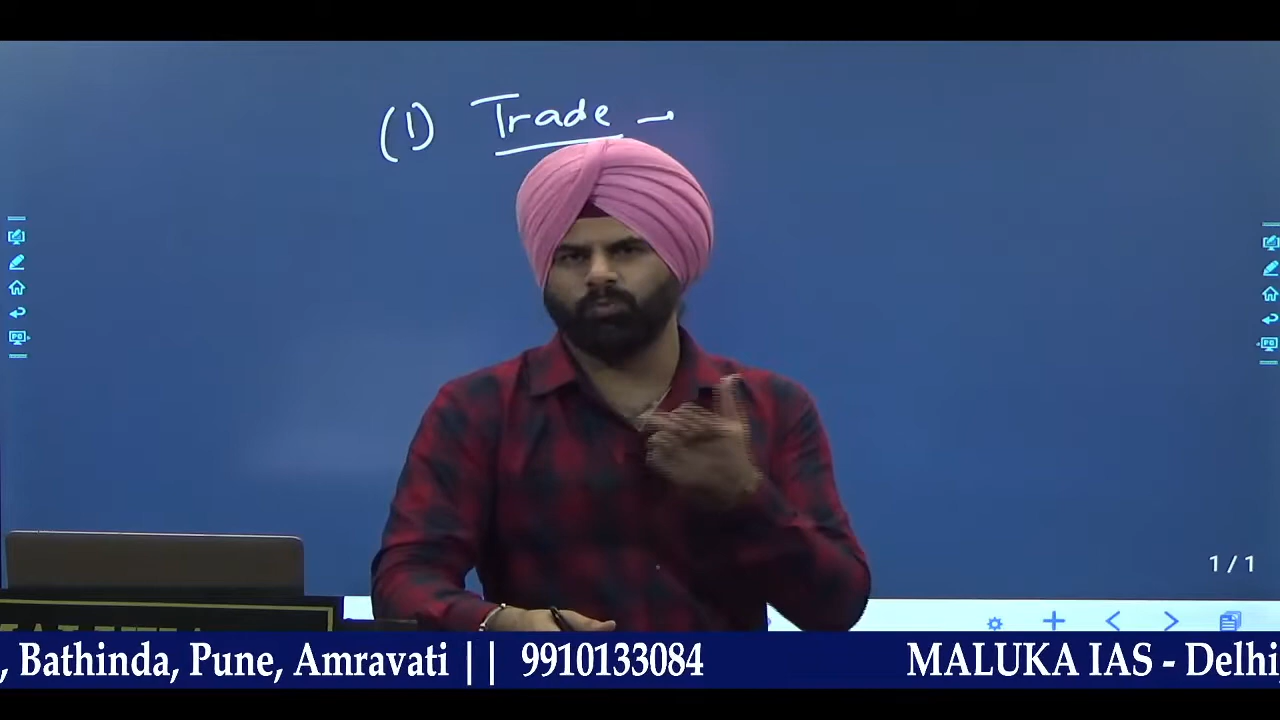 (1) Trade -
1/1
, Bathinda, Pune, Amravati || 9910133084 MALUKA IAS - Delhi,